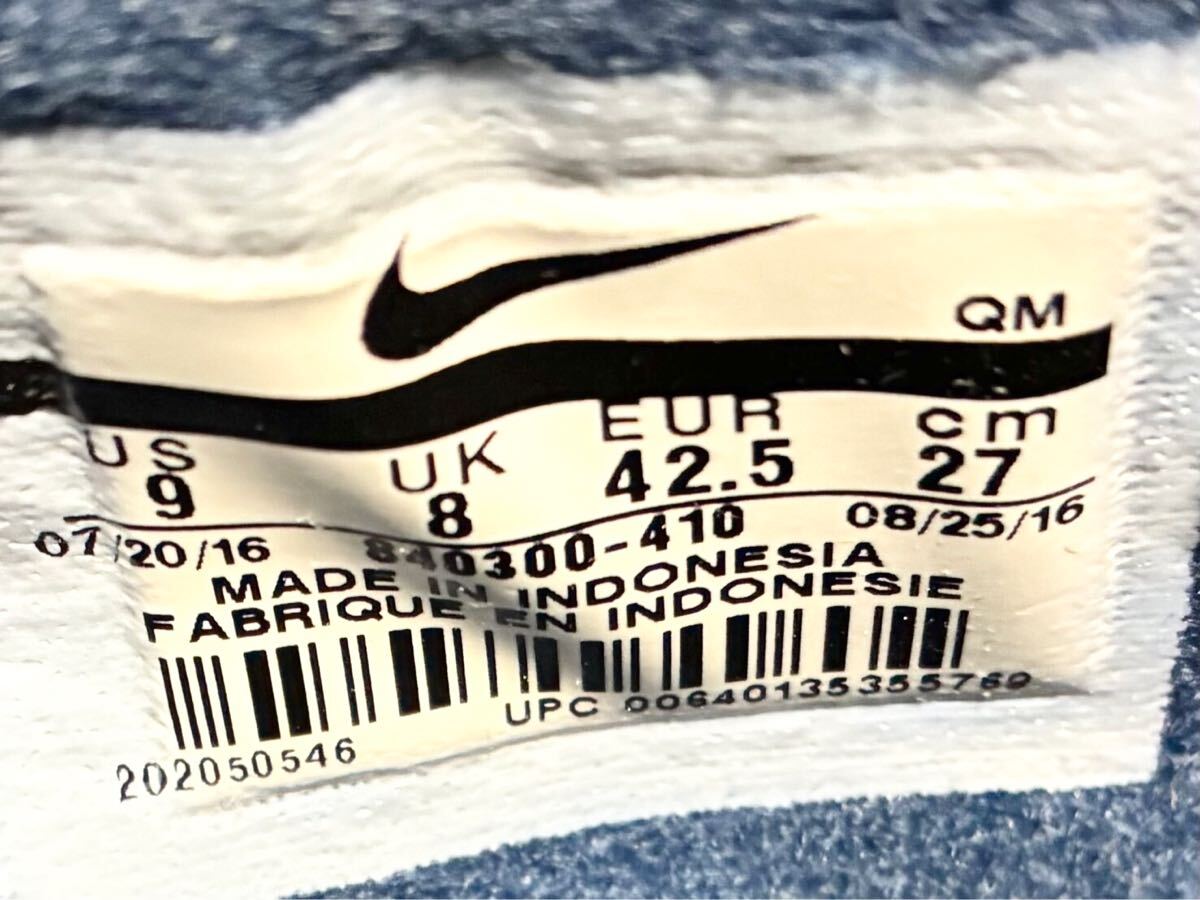 QM
US UK EUR cm
9 8 42.5 27
07/20/16 840300-410 08/25/16
MADE IN INDONESIA
FABRIQUE EN INDONESIE
UPC 00640135355769
202050546